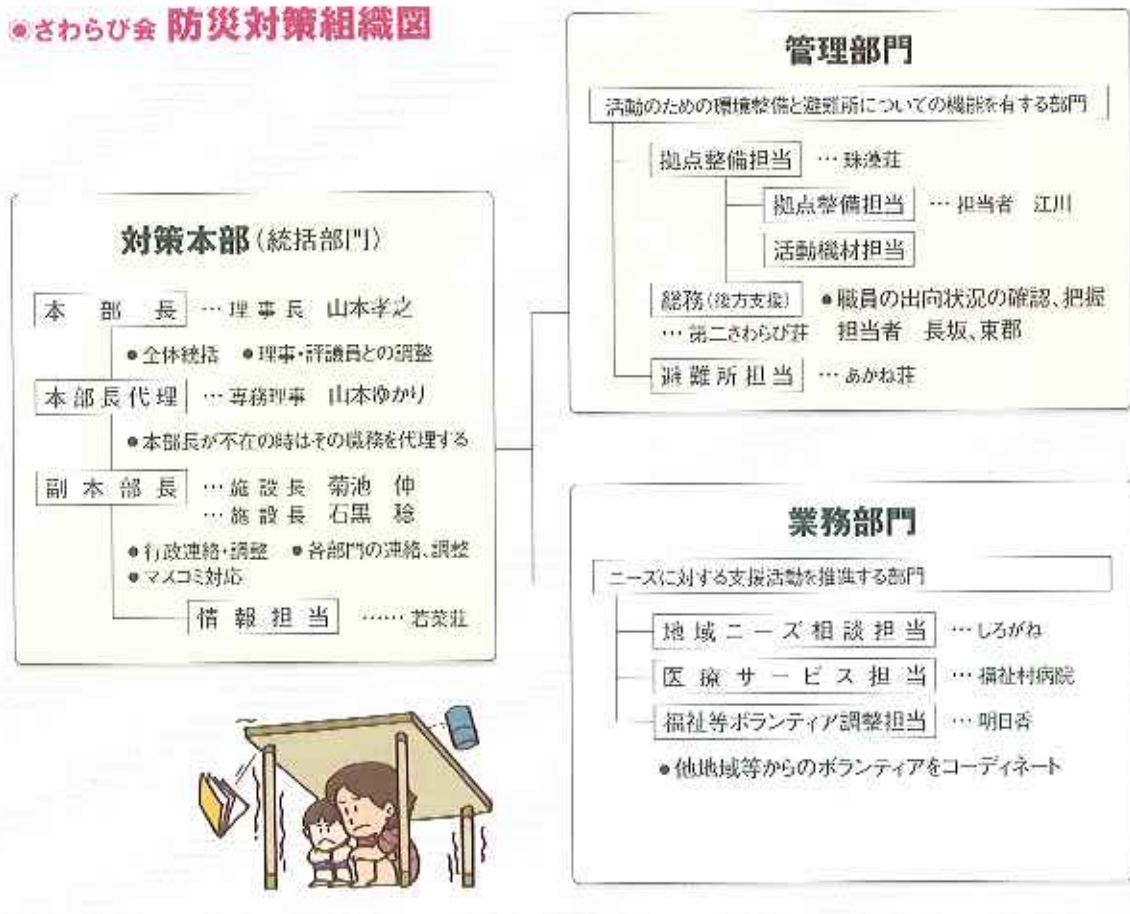 ●さわらび会 防災対策組織図
対策本部(統括部門)
本部長 …理事長 山本孝之
●全体統括 ●理事・評議員との調整
本部長代理 …専務理事 山本ゆかり
●本部長が不在の時はその職務を代理する
副本部長 …施設長 菊池 伸
…施設長 石黒 稔
●行政連絡・調整 ●各部門の連絡、調整
●マスコミ対応
情報担当 ……若菜荘
管理部門
活動のための環境整備と避難所についての機能を有する部門
拠点整備担当 …珠藻荘
拠点整備担当 …担当者 江川
活動機材担当
総務(後方支援) ●職員の出向状況の確認、把握
…第二さわらび荘 担当者 長坂、東郡
避難所担当 …あかね荘
業務部門
ニーズに対する支援活動を推進する部門
地域ニーズ相談担当 …しろがね
医療サービス担当 …福祉村病院
福祉等ボランティア調整担当 …明日香
●他地域等からのボランティアをコーディネート